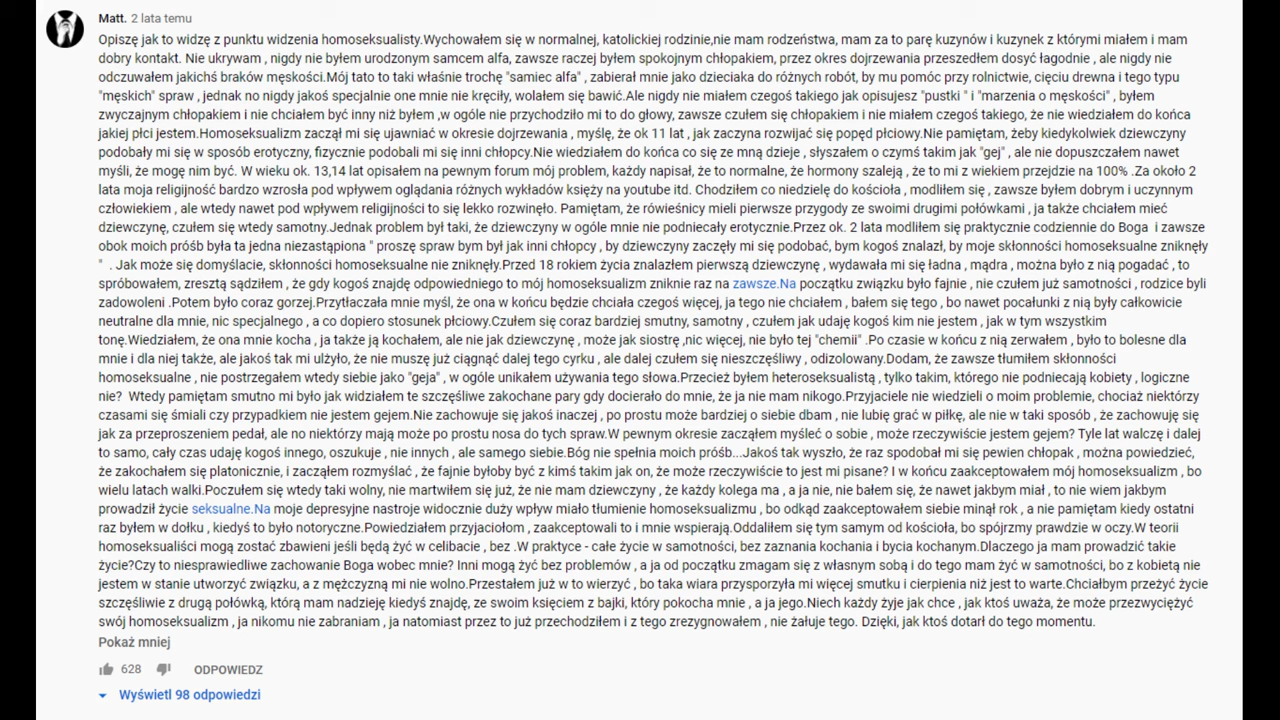 Matt. 2 lata temu
Opiszę jak to widzę z punktu widzenia homoseksualisty.Wychowałem się w normalnej, katolickiej rodzinie,nie mam rodzeństwa, mam za to parę kuzynów i kuzynek z którymi miałem i mam
dobry kontakt. Nie ukrywam , nigdy nie byłem urodzonym samcem alfa, zawsze raczej byłem spokojnym chłopakiem, przez okres dojrzewania przeszedłem dosyć łagodnie , ale nigdy nie
odczuwałem jakichś braków męskości.Mój tato to taki właśnie trochę "samiec alfa" , zabierał mnie jako dzieciaka do różnych robót, by mu pomóc przy rolnictwie, cięciu drewna i tego typu
"męskich" spraw , jednak no nigdy jakoś specjalnie one mnie nie kręciły, wolałem się bawić.Ale nigdy nie miałem czegoś takiego jak opisujesz "pustki " i "marzenia o męskości" , byłem
zwyczajnym chłopakiem i nie chciałem być inny niż byłem ,w ogóle nie przychodziło mi to do głowy, zawsze czułem się chłopakiem i nie miałem czegoś takiego, że nie wiedziałem do końca
jakiej płci jestem.Homoseksualizm zaczął mi się ujawniać w okresie dojrzewania , myślę, że ok 11 lat , jak zaczyna rozwijać się popęd płciowy.Nie pamiętam, żeby kiedykolwiek dziewczyny
podobały mi się w sposób erotyczny, fizycznie podobali mi się inni chłopcy.Nie wiedziałem do końca co się ze mną dzieje , słyszałem o czymś takim jak "gej" , ale nie dopuszczałem nawet
myśli, że mogę nim być. W wieku ok. 13,14 lat opisałem na pewnym forum mój problem, każdy napisał, że to normalne, że hormony szaleją , że to mi z wiekiem przejdzie na 100% .Za około 2
lata moja religijność bardzo wzrosła pod wpływem oglądania różnych wykładów księży na youtube itd. Chodziłem co niedzielę do kościoła , modliłem się , zawsze byłem dobrym i uczynnym
człowiekiem , ale wtedy nawet pod wpływem religijności to się lekko rozwinęło. Pamiętam, że rówieśnicy mieli pierwsze przygody ze swoimi drugimi połówkami , ja także chciałem mieć
dziewczynę, czułem się wtedy samotny.Jednak problem był taki, że dziewczyny w ogóle mnie nie podniecały erotycznie.Przez ok. 2 lata modliłem się praktycznie codziennie do Boga i zawsze
obok moich próśb była ta jedna niezastąpiona " proszę spraw bym był jak inni chłopcy , by dziewczyny zaczęły mi się podobać, bym kogoś znalazł, by moje skłonności homoseksualne zniknęły
" . Jak może się domyślacie, skłonności homoseksualne nie zniknęły.Przed 18 rokiem życia znalazłem pierwszą dziewczynę , wydawała mi się ładna , mądra , można było z nią pogadać , to
spróbowałem, zresztą sądziłem , że gdy kogoś znajdę odpowiedniego to mój homoseksualizm zniknie raz na zawsze.Na początku związku było fajnie , nie czułem już samotności , rodzice byli
zadowoleni .Potem było coraz gorzej.Przytłaczała mnie myśl, że ona w końcu będzie chciała czegoś więcej, ja tego nie chciałem , bałem się tego , bo nawet pocałunki z nią były całkowicie
neutralne dla mnie, nic specjalnego , a co dopiero stosunek płciowy.Czułem się coraz bardziej smutny, samotny , czułem jak udaję kogoś kim nie jestem , jak w tym wszystkim
tonę.Wiedziałem, że ona mnie kocha , ja także ją kochałem, ale nie jak dziewczynę , może jak siostrę ,nic więcej, nie było tej "chemii" .Po czasie w końcu z nią zerwałem , było to bolesne dla
mnie i dla niej także, ale jakoś tak mi ulżyło, że nie muszę już ciągnąć dalej tego cyrku , ale dalej czułem się nieszczęśliwy , odizolowany.Dodam, że zawsze tłumiłem skłonności
homoseksualne , nie postrzegałem wtedy siebie jako "geja" , w ogóle unikałem używania tego słowa.Przecież byłem heteroseksualistą , tylko takim, którego nie podniecają kobiety , logiczne
nie? Wtedy pamiętam smutno mi było jak widziałem te szczęśliwe zakochane pary gdy docierało do mnie, że ja nie mam nikogo.Przyjaciele nie wiedzieli o moim problemie, chociaż niektórzy
czasami się śmiali czy przypadkiem nie jestem gejem.Nie zachowuje się jakoś inaczej , po prostu może bardziej o siebie dbam , nie lubię grać w piłkę, ale nie w taki sposób , że zachowuję się
jak za przeproszeniem pedał, ale no niektórzy mają może po prostu nosa do tych spraw.W pewnym okresie zacząłem myśleć o sobie , może rzeczywiście jestem gejem? Tyle lat walczę i dalej
to samo, cały czas udaję kogoś innego, oszukuje , nie innych , ale samego siebie.Bóg nie spełnia moich próśb...Jakoś tak wyszło, że raz spodobał mi się pewien chłopak , można powiedzieć,
że zakochałem się platonicznie, i zacząłem rozmyślać , że fajnie byłoby być z kimś takim jak on, że może rzeczywiście to jest mi pisane? I w końcu zaakceptowałem mój homoseksualizm , bo
wielu latach walki.Poczułem się wtedy taki wolny, nie martwiłem się już, że nie mam dziewczyny , że każdy kolega ma , a ja nie, nie bałem się, że nawet jakbym miał , to nie wiem jakbym
prowadził życie seksualne.Na moje depresyjne nastroje widocznie duży wpływ miało tłumienie homoseksualizmu , bo odkąd zaakceptowałem siebie minął rok , a nie pamiętam kiedy ostatni
raz byłem w dołku , kiedyś to było notoryczne.Powiedziałem przyjaciołom , zaakceptowali to i mnie wspierają.Oddaliłem się tym samym od kościoła, bo spójrzmy prawdzie w oczy.W teorii
homoseksualiści mogą zostać zbawieni jeśli będą żyć w celibacie , bez .W praktyce - całe życie w samotności, bez zaznania kochania i bycia kochanym.Dlaczego ja mam prowadzić takie
życie?Czy to niesprawiedliwe zachowanie Boga wobec mnie? Inni mogą żyć bez problemów , a ja od początku zmagam się z własnym sobą i do tego mam żyć w samotności, bo z kobietą nie
jestem w stanie utworzyć związku, a z mężczyzną mi nie wolno.Przestałem już w to wierzyć , bo taka wiara przysporzyła mi więcej smutku i cierpienia niż jest to warte.Chciałbym przeżyć życie
szczęśliwie z drugą połówką, którą mam nadzieję kiedyś znajdę, ze swoim księciem z bajki, który pokocha mnie , a ja jego.Niech każdy żyje jak chce , jak ktoś uważa, że może przezwyciężyć
swój homoseksualizm , ja nikomu nie zabraniam , ja natomiast przez to już przechodziłem i z tego zrezygnowałem , nie żałuje tego. Dzięki, jak ktoś dotarł do tego momentu.
Pokaż mniej
628 ODPOWIEDZ
Wyświetl 98 odpowiedzi